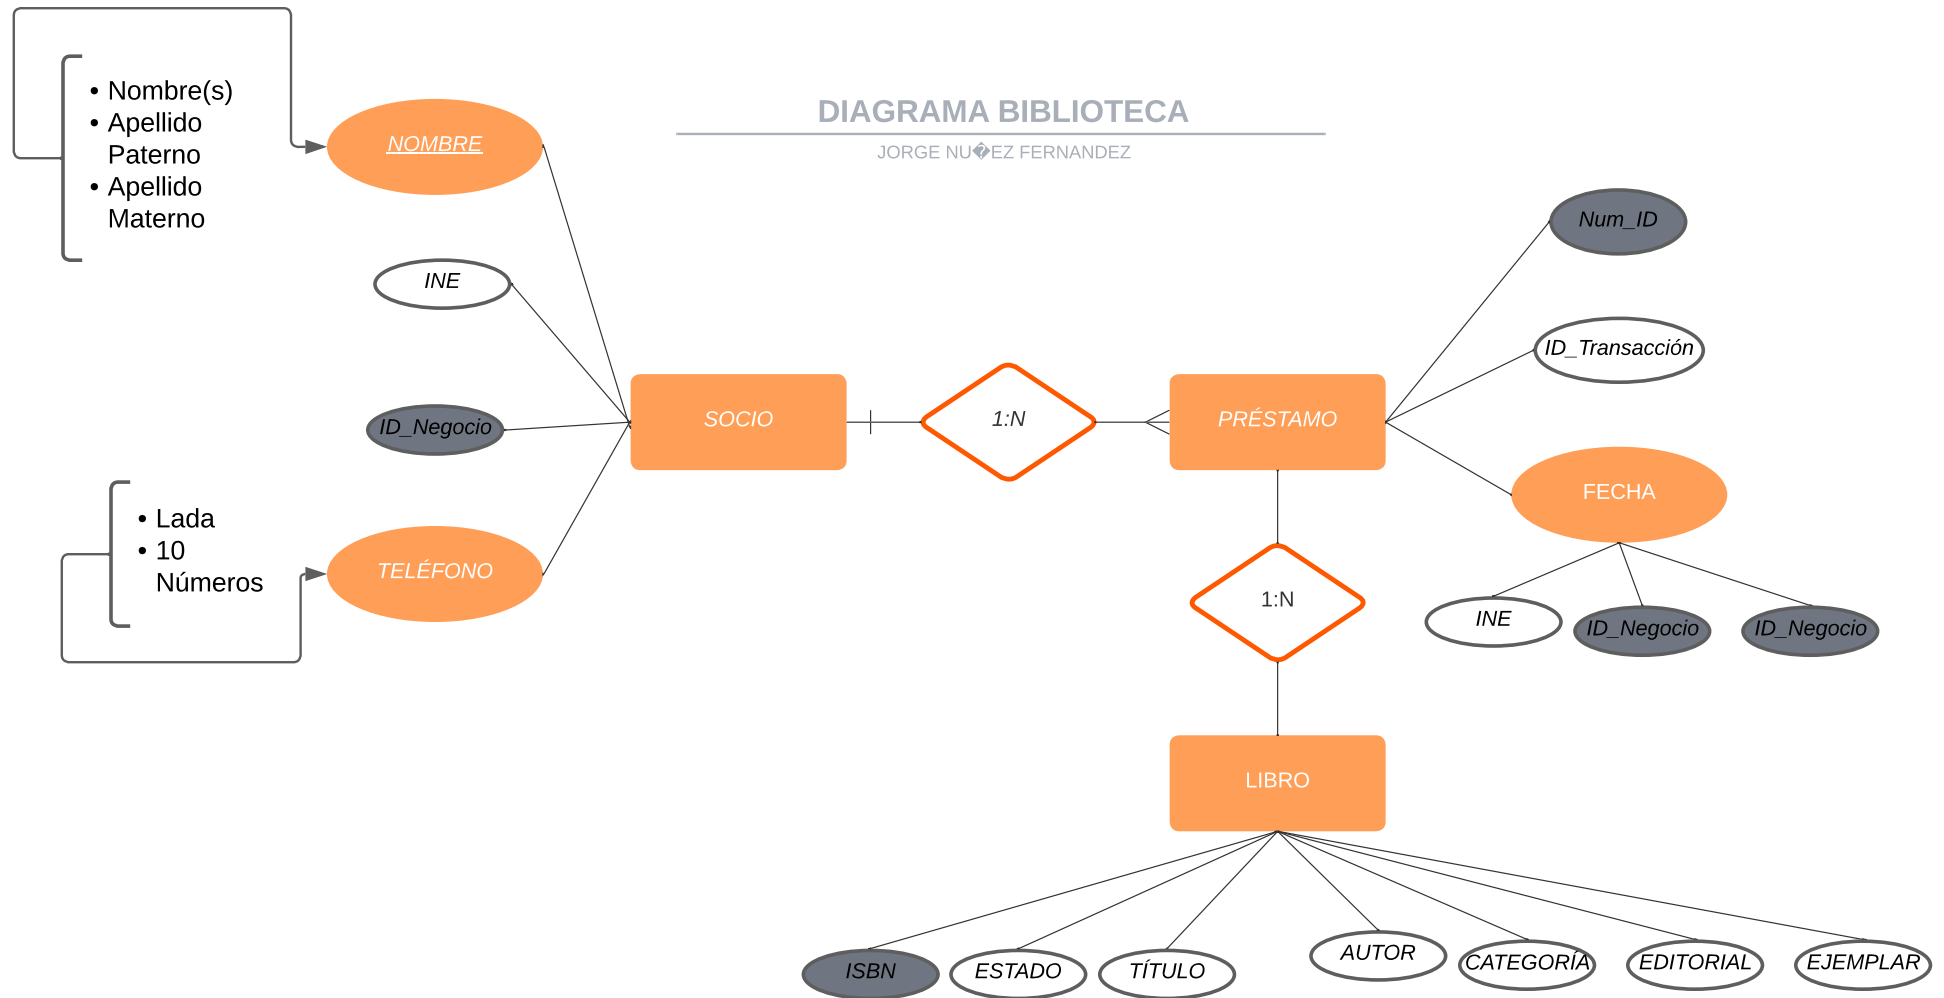 DIAGRAMA BIBLIOTECA
JORGE NU�EZ FERNANDEZ
• Nombre(s)
• Apellido
Paterno
• Apellido
Materno
NOMBRE
INE
ID_Negocio
• Lada
• 10
Números
TELÉFONO
SOCIO
1:N
PRÉSTAMO
Num_ID
ID_Transacción
FECHA
INE
ID_Negocio
ID_Negocio
1:N
LIBRO
ISBN
ESTADO
TÍTULO
AUTOR
CATEGORÍA
EDITORIAL
EJEMPLAR